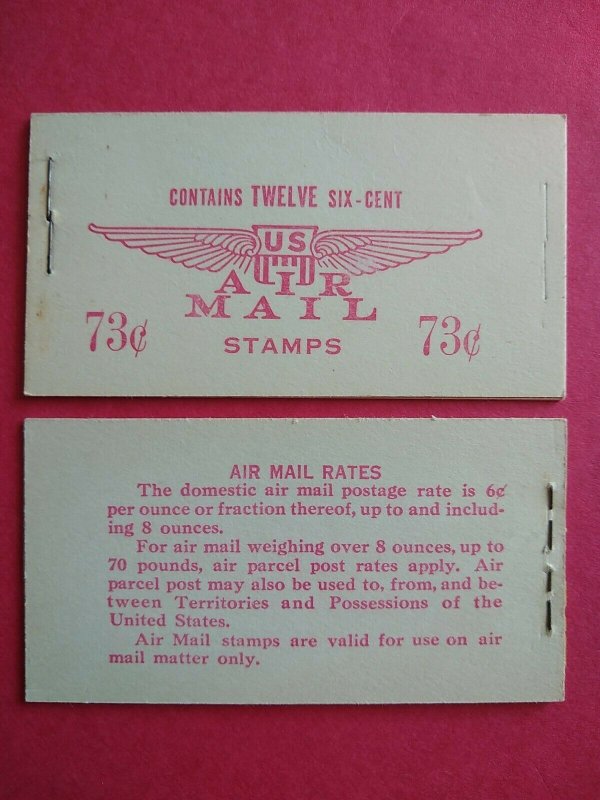 CONTAINS TWELVE SIX-CENT
US
AIR
MAIL
73¢ STAMPS 73¢
AIR MAIL RATES
The domestic air mail postage rate is 6¢
per ounce or fraction thereof, up to and includ-
ing 8 ounces.
For air mail weighing over 8 ounces, up to
70 pounds, air parcel post rates apply. Air
parcel post may also be used to, from, and be-
tween Territories and Possessions of the
United States.
Air Mail stamps are valid for use on air
mail matter only.